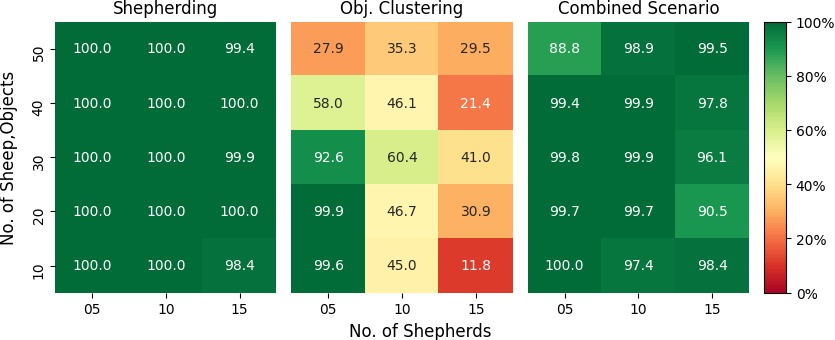 Shepherding Obj. Clustering Combined Scenario
No. of Sheep,Objects
50 100.0 100.0 99.4 27.9 35.3 29.5 88.8 98.9 99.5 100%
40 100.0 100.0 100.0 58.0 46.1 21.4 99.4 99.9 97.8 80%
30 100.0 100.0 99.9 92.6 60.4 41.0 99.8 99.9 96.1 60%
40%
20 100.0 100.0 100.0 99.9 46.7 30.9 99.7 99.7 90.5 20%
10 100.0 100.0 98.4 99.6 45.0 11.8 100.0 97.4 98.4 0%
05 10 15 05 10 15 05 10 15
No. of Shepherds